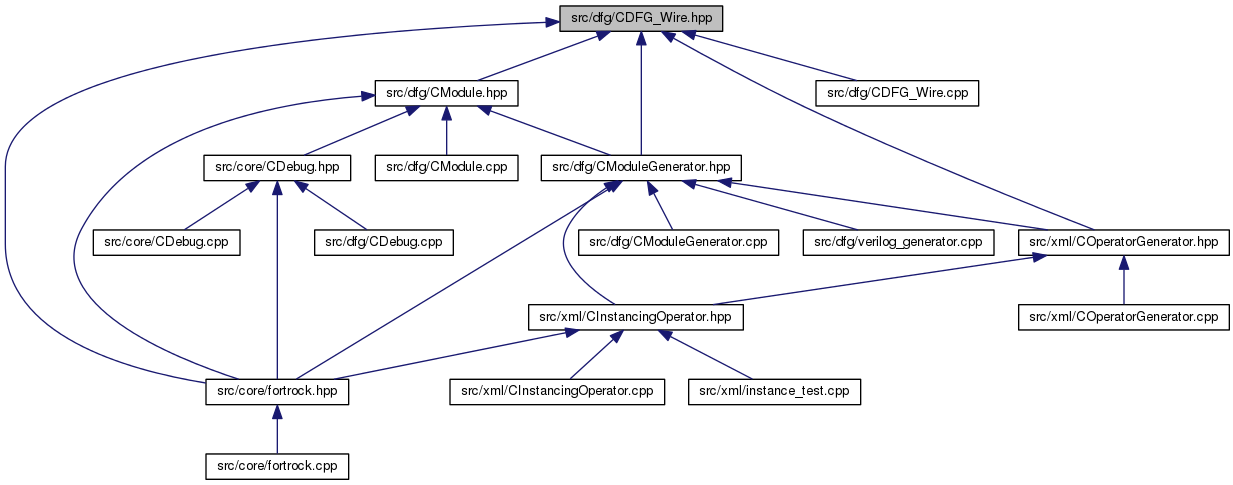 src/dfg/CDFG_Wire.hpp
src/dfg/CModule.hpp
src/dfg/CDFG_Wire.cpp
src/core/CDebug.hpp
src/dfg/CModule.cpp
src/dfg/CModuleGenerator.hpp
src/core/CDebug.cpp
src/dfg/CDebug.cpp
src/dfg/CModuleGenerator.cpp
src/dfg/verilog_generator.cpp
src/xml/COperatorGenerator.hpp
src/xml/CInstancingOperator.hpp
src/xml/COperatorGenerator.cpp
src/core/fortrock.hpp
src/xml/CInstancingOperator.cpp
src/xml/instance_test.cpp
src/core/fortrock.cpp